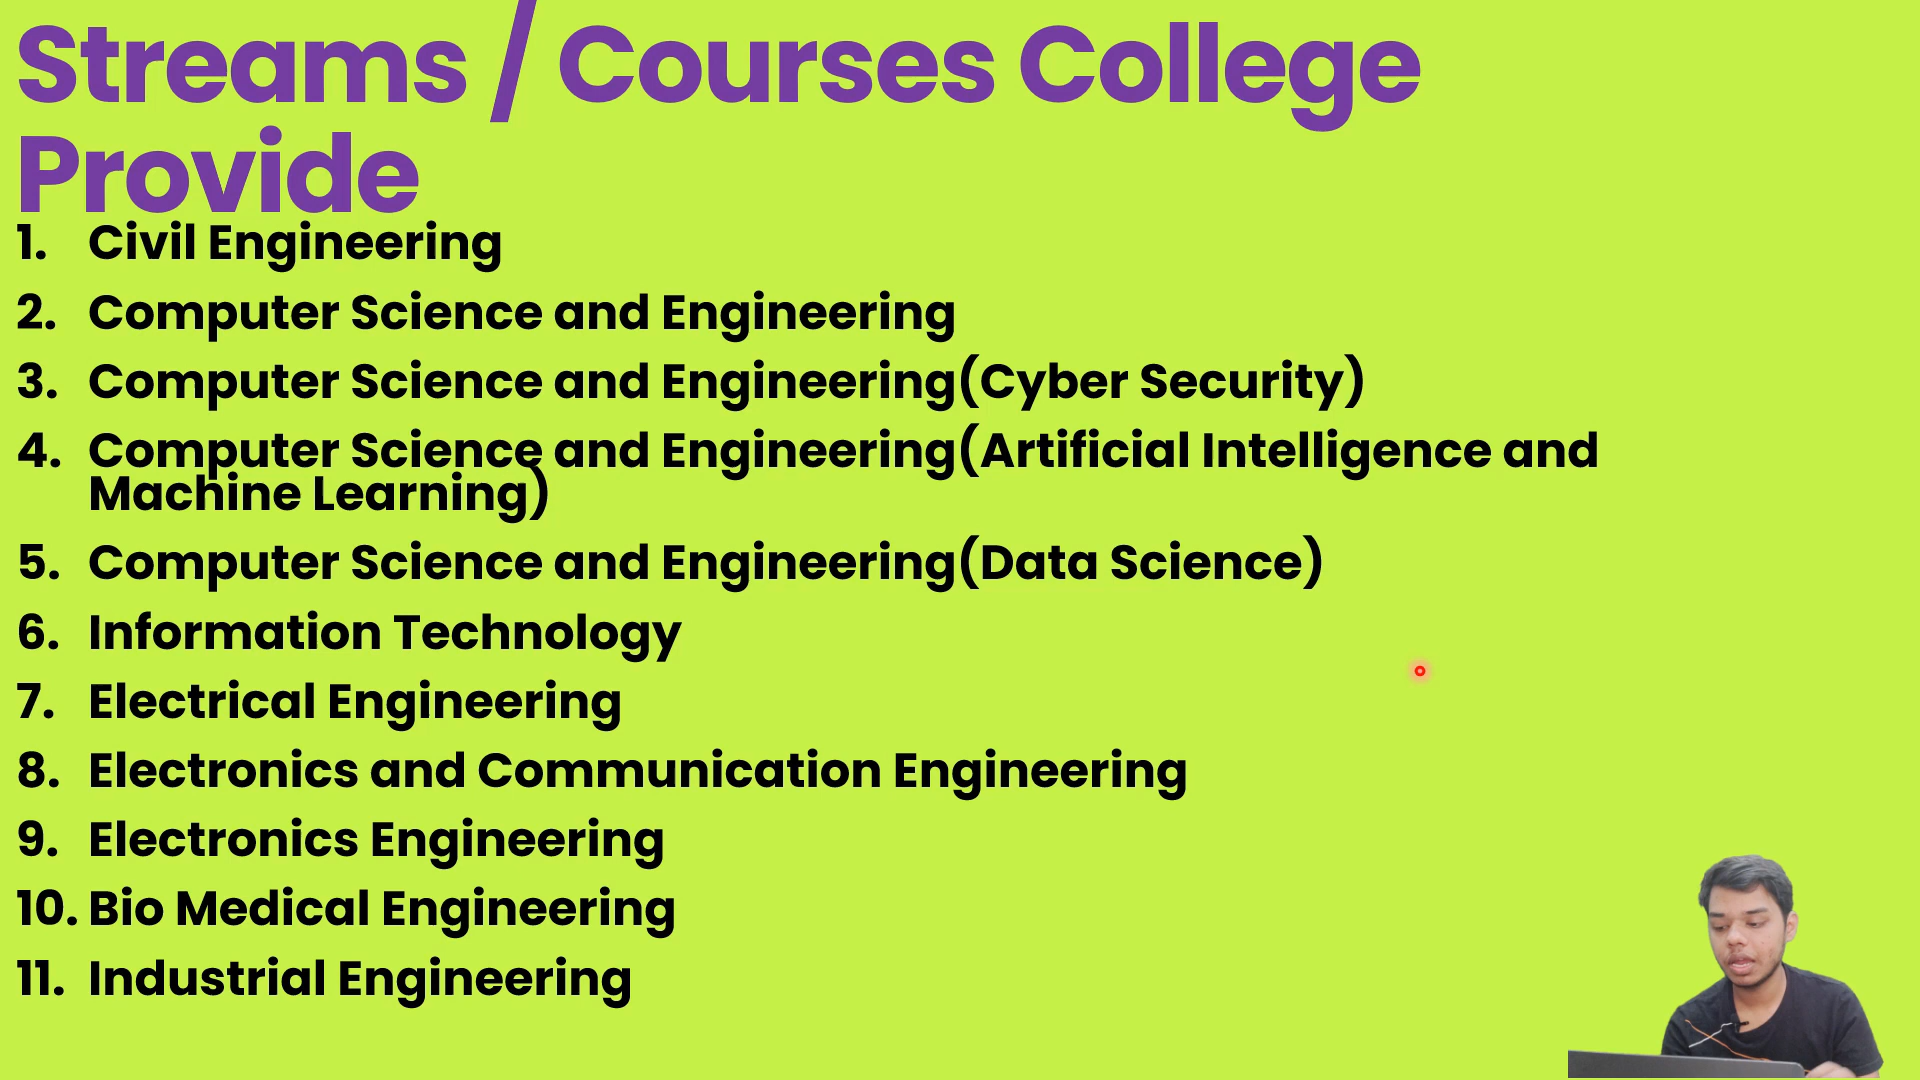 Streams / Courses College
Provide
1. Civil Engineering
2. Computer Science and Engineering
3. Computer Science and Engineering(Cyber Security)
4. Computer Science and Engineering(Artificial Intelligence and
Machine Learning)
5. Computer Science and Engineering(Data Science)
6. Information Technology
7. Electrical Engineering
8. Electronics and Communication Engineering
9. Electronics Engineering
10. Bio Medical Engineering
11. Industrial Engineering